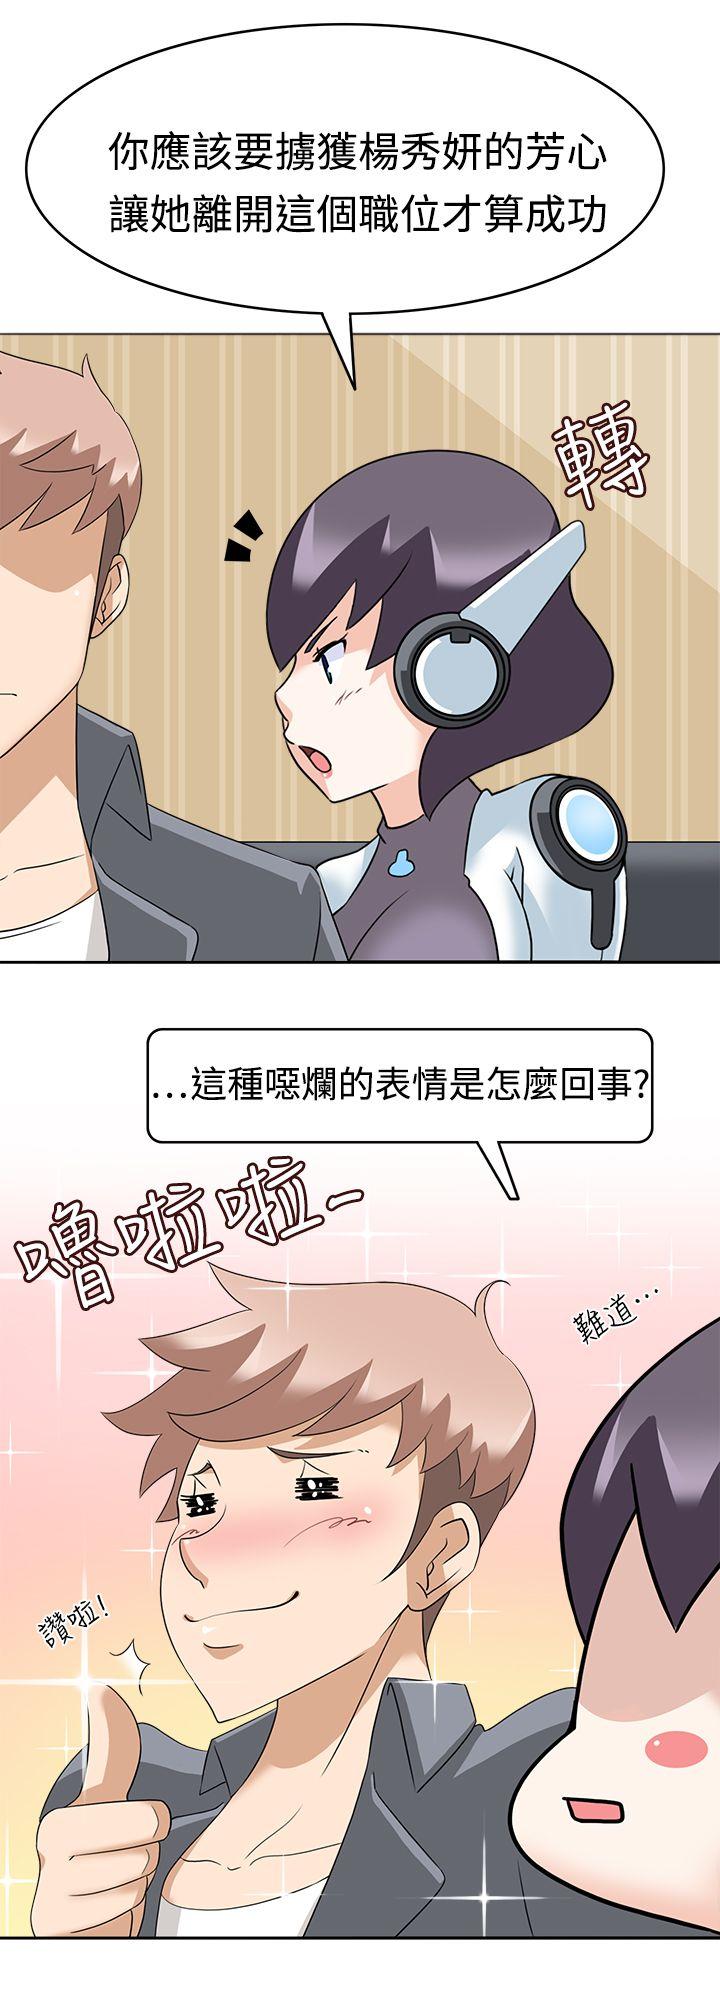 你應該要擄獲楊秀妍的芳心
讓她離開這個職位才算成功
轉
…這種噁爛的表情是怎麼回事?
嚕啦啦-
難道…
讚啦!